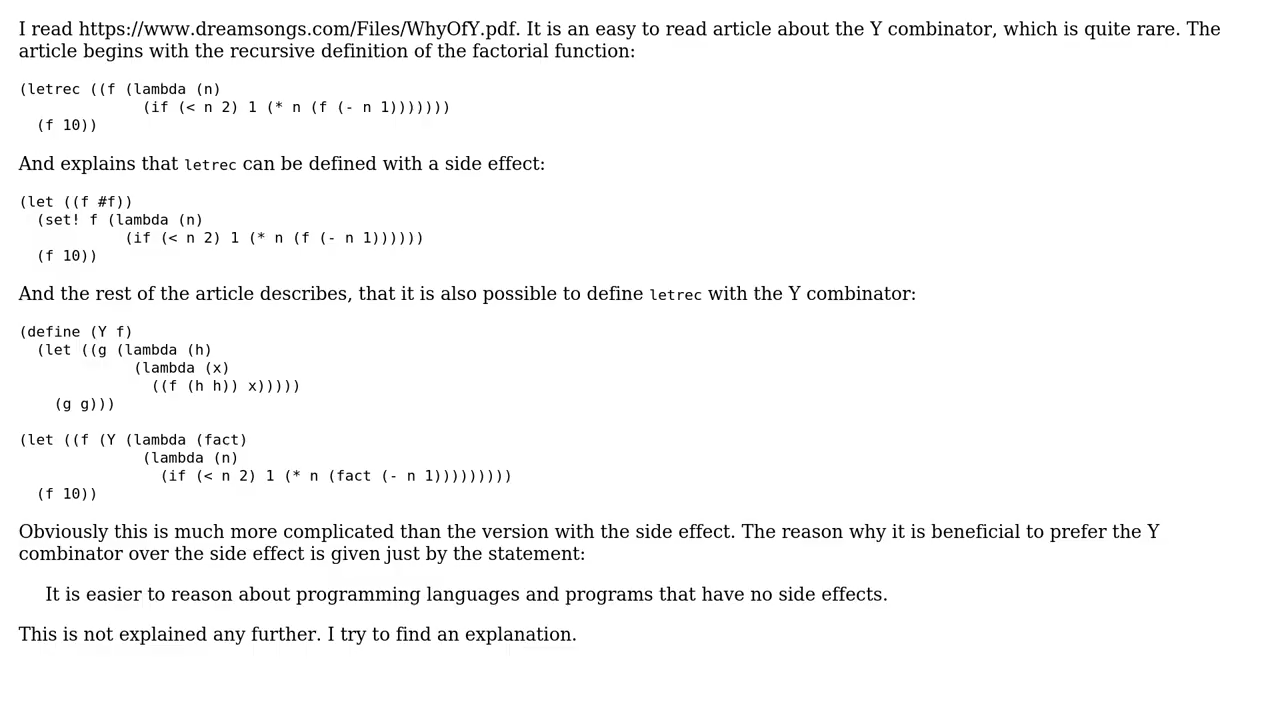 I read https://www.dreamsongs.com/Files/WhyOfY.pdf. It is an easy to read article about the Y combinator, which is quite rare. The
article begins with the recursive definition of the factorial function:
(letrec ((f (lambda (n)
              (if (< n 2) 1 (* n (f (- n 1)))))))
  (f 10))
And explains that letrec can be defined with a side effect:
(let ((f #f))
  (set! f (lambda (n)
            (if (< n 2) 1 (* n (f (- n 1))))))
  (f 10))
And the rest of the article describes, that it is also possible to define letrec with the Y combinator:
(define (Y f)
  (let ((g (lambda (h)
             (lambda (x)
               ((f (h h)) x)))))
    (g g)))
(let ((f (Y (lambda (fact)
              (lambda (n)
                (if (< n 2) 1 (* n (fact (- n 1)))))))))
  (f 10))
Obviously this is much more complicated than the version with the side effect. The reason why it is beneficial to prefer the Y
combinator over the side effect is given just by the statement:
It is easier to reason about programming languages and programs that have no side effects.
This is not explained any further. I try to find an explanation.